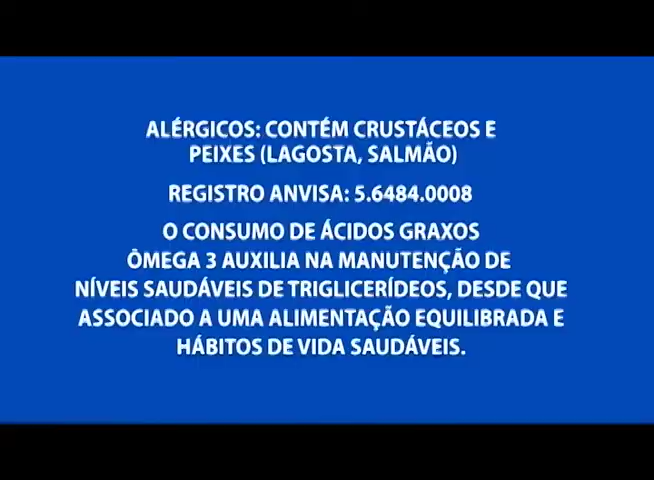 ALÉRGICOS: CONTÉM CRUSTÁCEOS E
PEIXES (LAGOSTA, SALMÃO)
REGISTRO ANVISA: 5.6484.0008
O CONSUMO DE ÁCIDOS GRAXOS
ÔMEGA 3 AUXILIA NA MANUTENÇÃO DE
NÍVEIS SAUDÁVEIS DE TRIGLICERÍDEOS, DESDE QUE
ASSOCIADO A UMA ALIMENTAÇÃO EQUILIBRADA E
HÁBITOS DE VIDA SAUDÁVEIS.